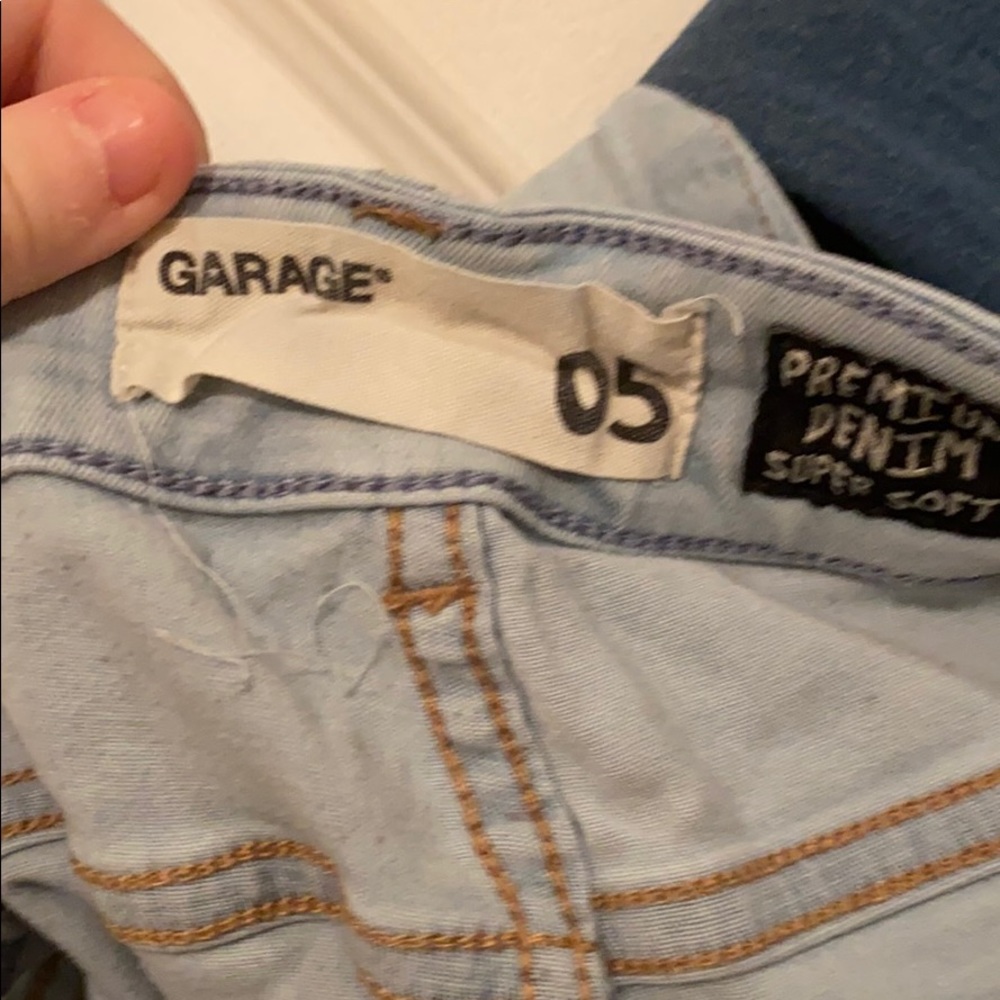 GARAGE®
05
PREMIUM
DENIM
SUPER SOFT